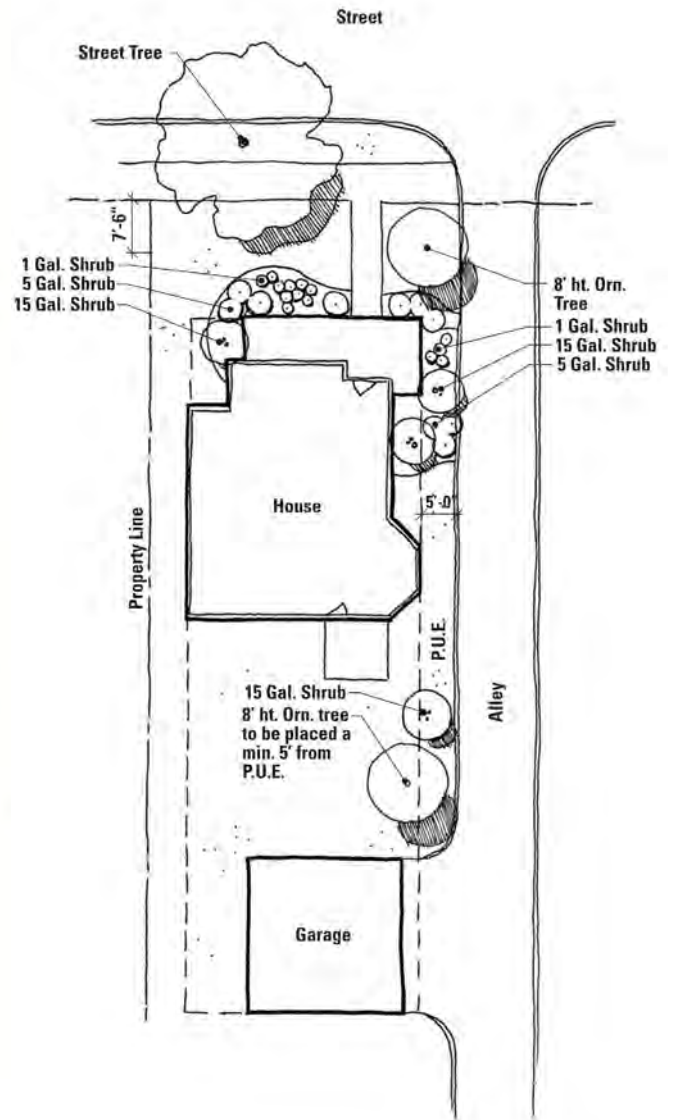 Street
Street Tree
7'-6"
1 Gal. Shrub
5 Gal. Shrub
15 Gal. Shrub
8' ht. Orn.
Tree
1 Gal. Shrub
15 Gal. Shrub
5 Gal. Shrub
House
5'-0"
Property Line
P.U.E.
Alley
15 Gal. Shrub
8' ht. Orn. tree
to be placed a
min. 5' from
P.U.E.
Garage